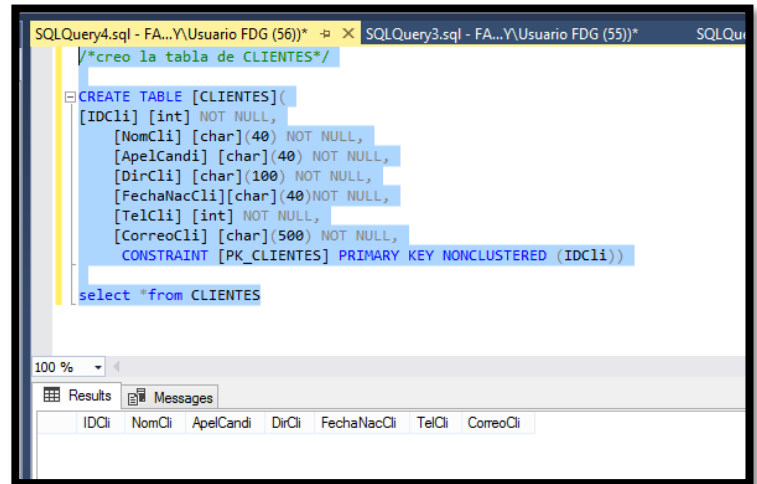 SQLQuery4.sql - FA...Y\Usuario FDG (56))* SQLQuery3.sql - FA...Y\Usuario FDG (55))*
/*creo la tabla de CLIENTES*/
CREATE TABLE [CLIENTES](
[IDCli] [int] NOT NULL,
[NomCli] [char](40) NOT NULL,
[ApelCandi] [char](40) NOT NULL,
[DirCli] [char](100) NOT NULL,
[FechaNacCli][char](40)NOT NULL,
[TelCli] [int] NOT NULL,
[CorreoCli] [char](500) NOT NULL,
CONSTRAINT [PK_CLIENTES] PRIMARY KEY NONCLUSTERED (IDCli))
select *from CLIENTES
100 %
Results Messages
IDCli NomCli ApelCandi DirCli FechaNacCli TelCli CorreoCli